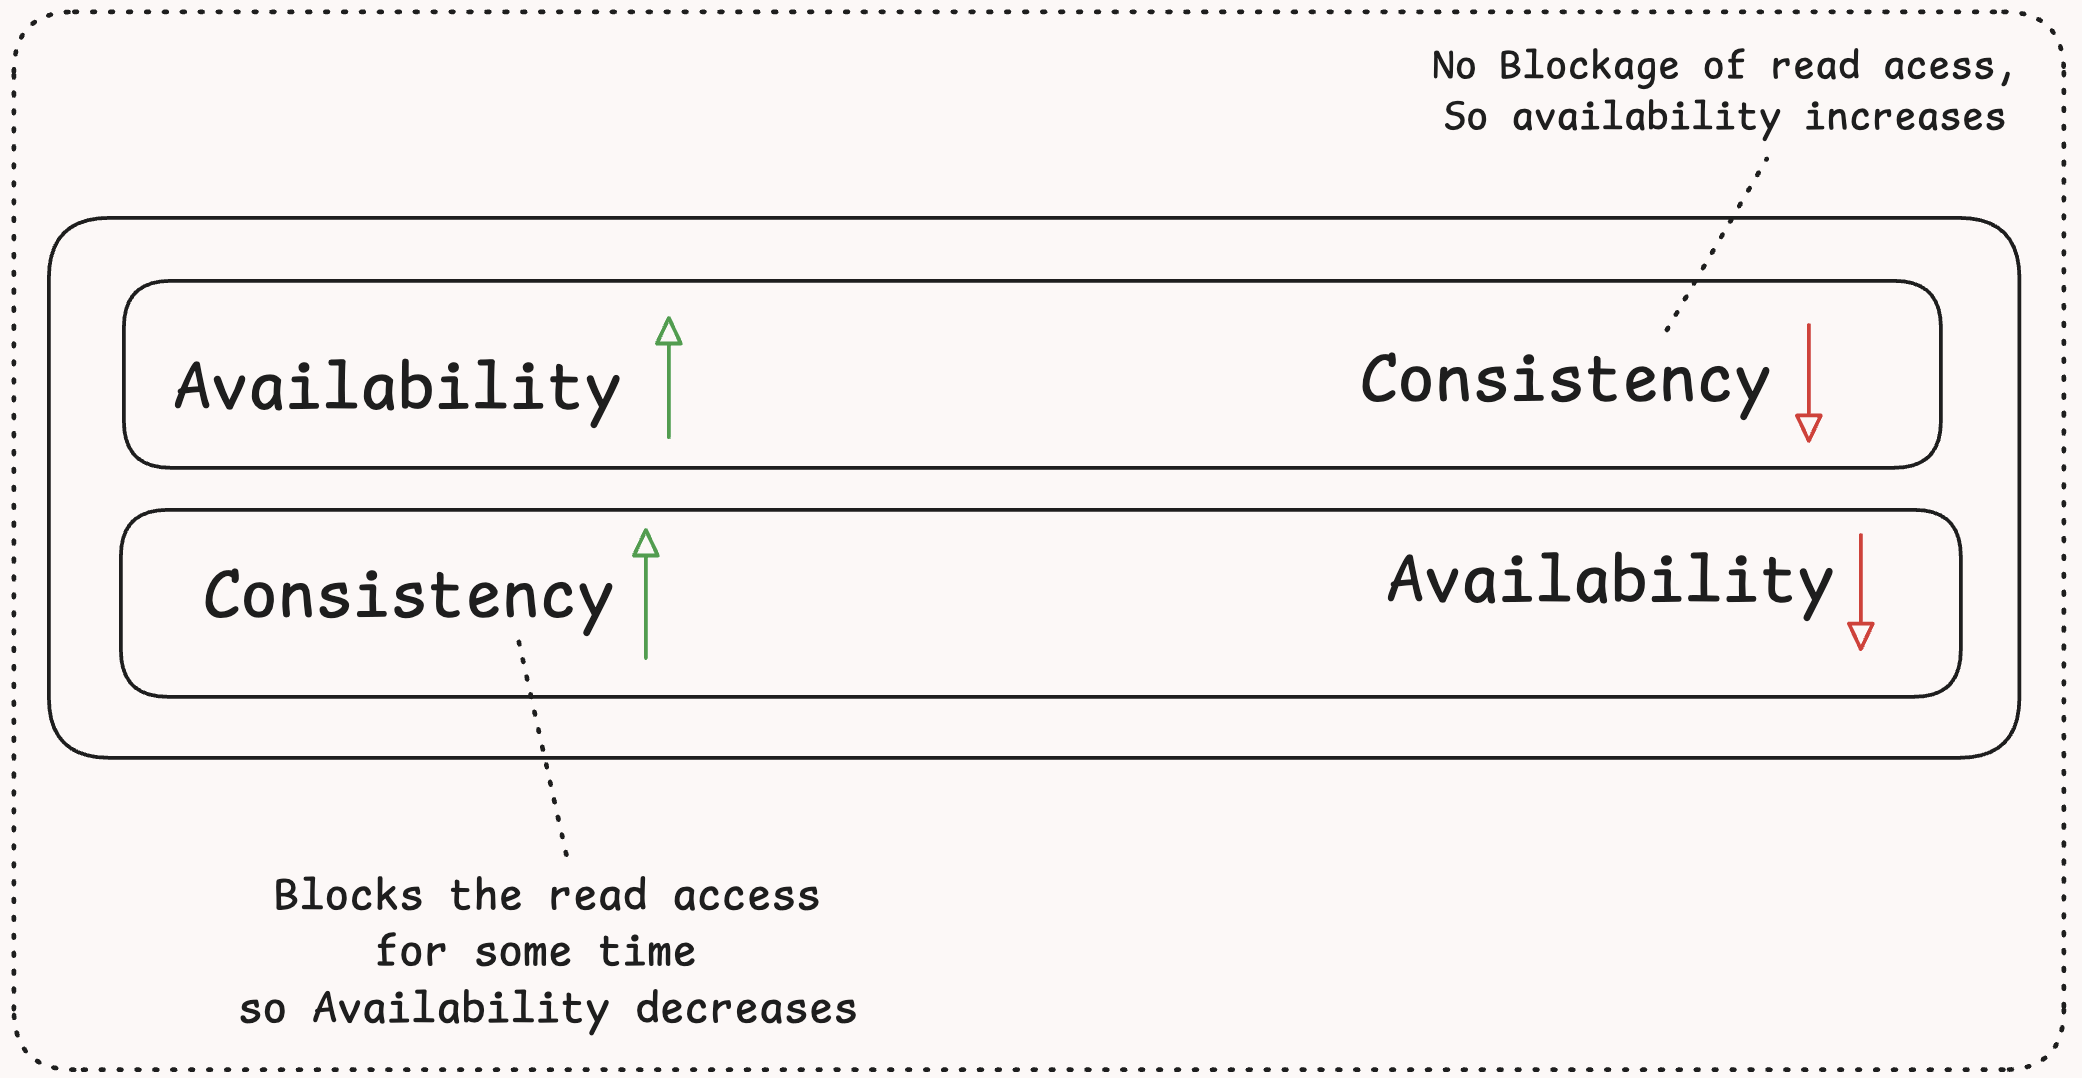 No Blockage of read acess,
So availability increases
Availability
Consistency
Consistency
Availability
Blocks the read access
for some time
so Availability decreases